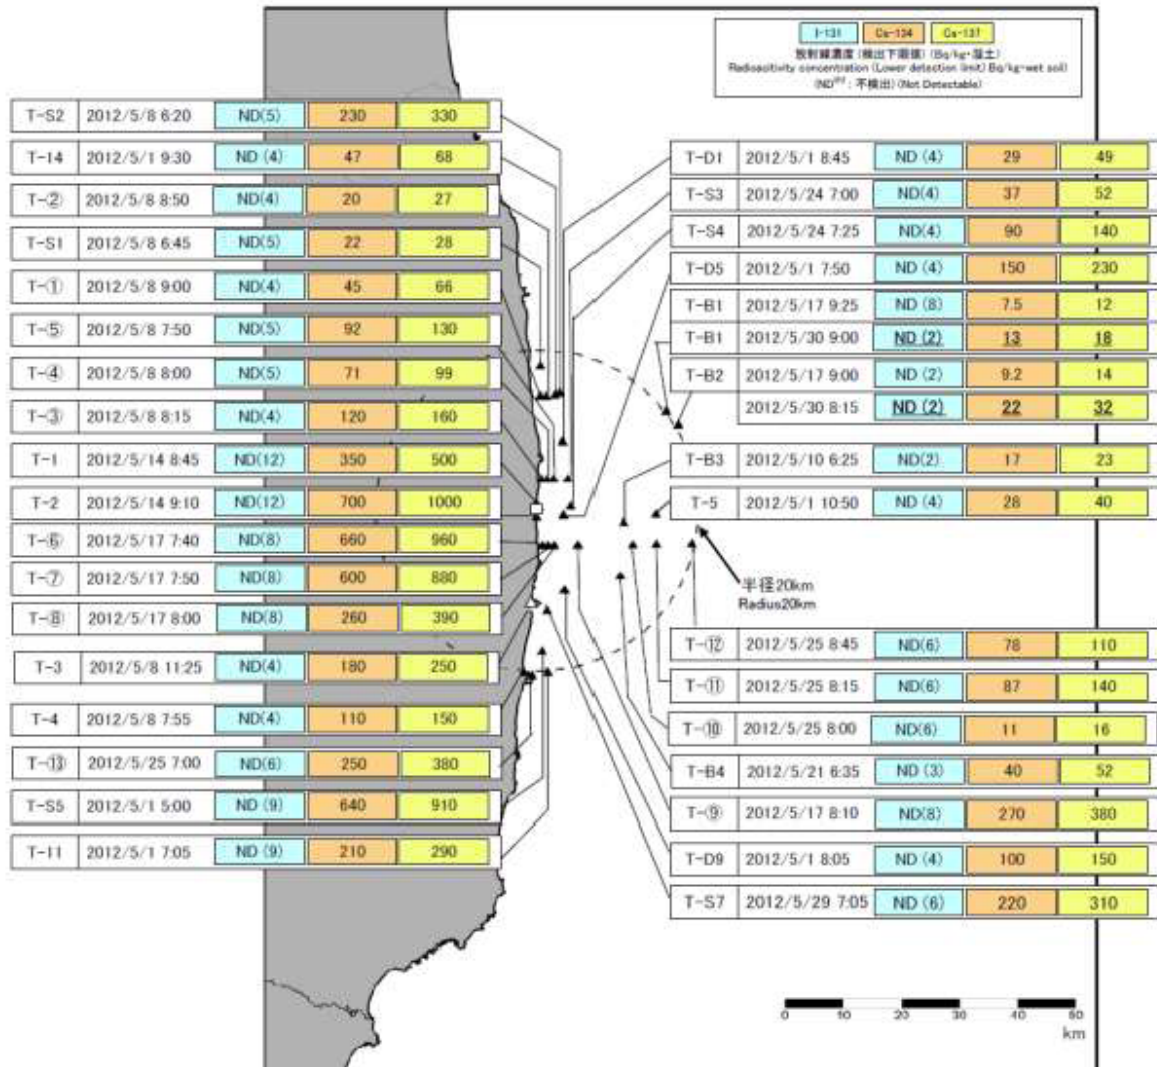 I-131 Cs-134 Cs-137
放射線濃度 (検出下限値) (Bq/kg・湿土)
Radioactivity concentration (Lower detection limit) Bq/kg-wet soil)
: 不検出) (Not Detectable)
T-S2 2012/5/8 6:20 ND(5) 230 330
T-14 2012/5/1 9:30 ND (4) 47 68
T-② 2012/5/8 8:50 ND(4) 20 27
T-S1 2012/5/8 6:45 ND(5) 22 28
T-① 2012/5/8 9:00 ND(4) 45 66
T-⑤ 2012/5/8 7:50 ND(5) 92 130
T-④ 2012/5/8 8:00 ND(5) 71 99
T-③ 2012/5/8 8:15 ND(4) 120 160
T-1 2012/5/14 8:45 ND(12) 350 500
T-2 2012/5/14 9:10 ND(12) 700 1000
T-⑥ 2012/5/17 7:40 ND(8) 660 960
T-⑦ 2012/5/17 7:50 ND(8) 600 880
T-⑧ 2012/5/17 8:00 ND(8) 260 390
T-3 2012/5/8 11:25 ND(4) 180 250
T-4 2012/5/8 7:55 ND(4) 110 150
T-⑬ 2012/5/25 7:00 ND(6) 250 380
T-S5 2012/5/1 5:00 ND (9) 640 910
T-11 2012/5/1 7:05 ND (9) 210 290
T-D1 2012/5/1 8:45 ND (4) 29 49
T-S3 2012/5/24 7:00 ND(4) 37 52
T-S4 2012/5/24 7:25 ND(4) 90 140
T-D5 2012/5/1 7:50 ND (4) 150 230
T-B1 2012/5/17 9:25 ND (8) 7.5 12
T-B1 2012/5/30 9:00 ND (2) 13 18
T-B2 2012/5/17 9:00 ND (2) 9.2 14
2012/5/30 8:15 ND (2) 22 32
T-B3 2012/5/10 6:25 ND(2) 17 23
T-5 2012/5/1 10:50 ND (4) 28 40
半径20km
Radius20km
T-⑫ 2012/5/25 8:45 ND(6) 78 110
T-⑪ 2012/5/25 8:15 ND(6) 87 140
T-⑩ 2012/5/25 8:00 ND(6) 11 16
T-B4 2012/5/21 6:35 ND (3) 40 52
T-⑨ 2012/5/17 8:10 ND(8) 270 380
T-D9 2012/5/1 8:05 ND (4) 100 150
T-S7 2012/5/29 7:05 ND (6) 220 310
0 10 20 30 40 50
km